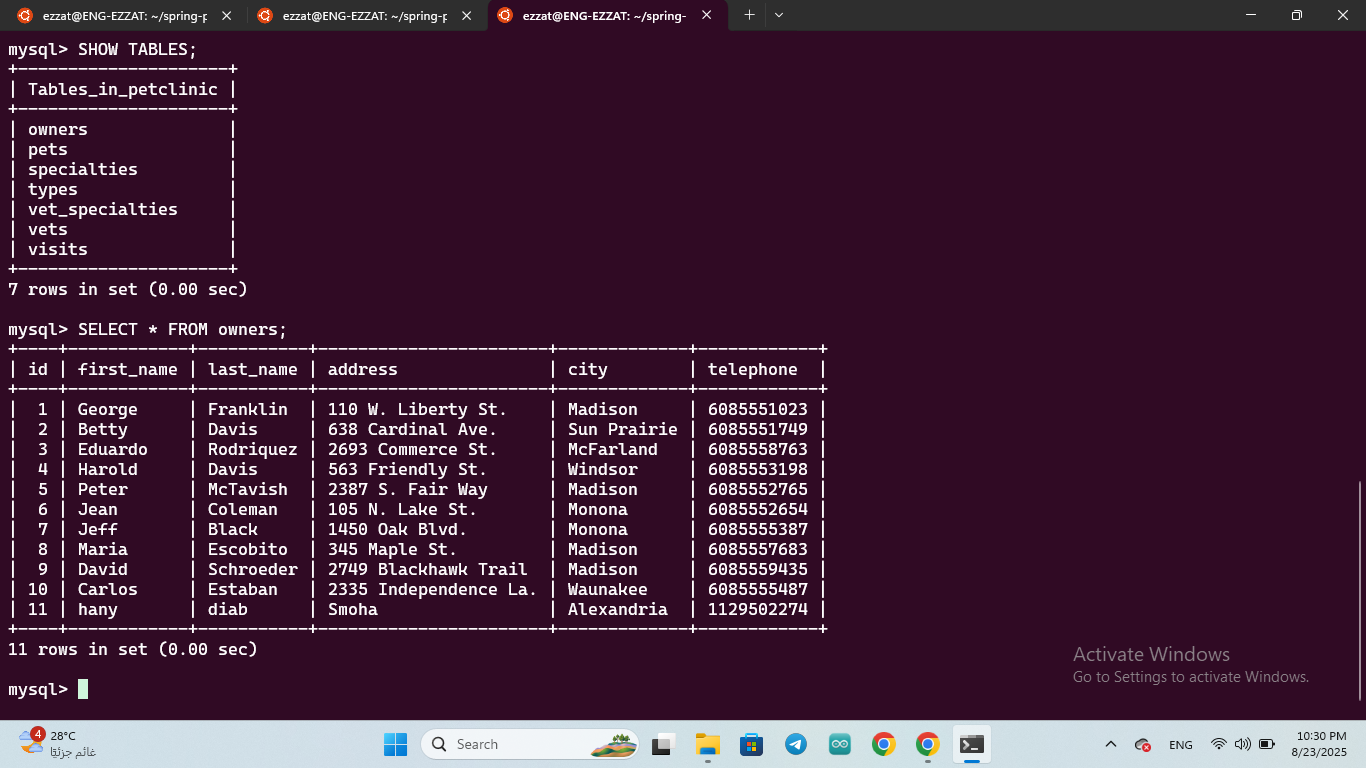 ezzat@ENG-EZZAT: ~/spring-p
ezzat@ENG-EZZAT: ~/spring-p
ezzat@ENG-EZZAT: ~/spring-
mysql> SHOW TABLES;
+---------------------+
| Tables_in_petclinic |
+---------------------+
| owners              |
| pets                |
| specialties         |
| types               |
| vet_specialties     |
| vets                |
| visits              |
+---------------------+
7 rows in set (0.00 sec)
mysql> SELECT * FROM owners;
+----+------------+-----------+-----------------------+-------------+------------+
| id | first_name | last_name | address               | city        | telephone  |
+----+------------+-----------+-----------------------+-------------+------------+
|  1 | George     | Franklin  | 110 W. Liberty St.    | Madison     | 6085551023 |
|  2 | Betty      | Davis     | 638 Cardinal Ave.     | Sun Prairie | 6085551749 |
|  3 | Eduardo    | Rodriquez | 2693 Commerce St.     | McFarland   | 6085558763 |
|  4 | Harold     | Davis     | 563 Friendly St.      | Windsor     | 6085553198 |
|  5 | Peter      | McTavish  | 2387 S. Fair Way      | Madison     | 6085552765 |
|  6 | Jean       | Coleman   | 105 N. Lake St.       | Monona      | 6085552654 |
|  7 | Jeff       | Black     | 1450 Oak Blvd.        | Monona      | 6085555387 |
|  8 | Maria      | Escobito  | 345 Maple St.         | Madison     | 6085557683 |
|  9 | David      | Schroeder | 2749 Blackhawk Trail  | Madison     | 6085559435 |
| 10 | Carlos     | Estaban   | 2335 Independence La. | Waunakee    | 6085555487 |
| 11 | hany       | diab      | Smoha                 | Alexandria  | 1129502274 |
+----+------------+-----------+-----------------------+-------------+------------+
11 rows in set (0.00 sec)
mysql>
Activate Windows
Go to Settings to activate Windows.
4
28°C
غائم جزئيًا
Search
ENG
10:30 PM
8/23/2025